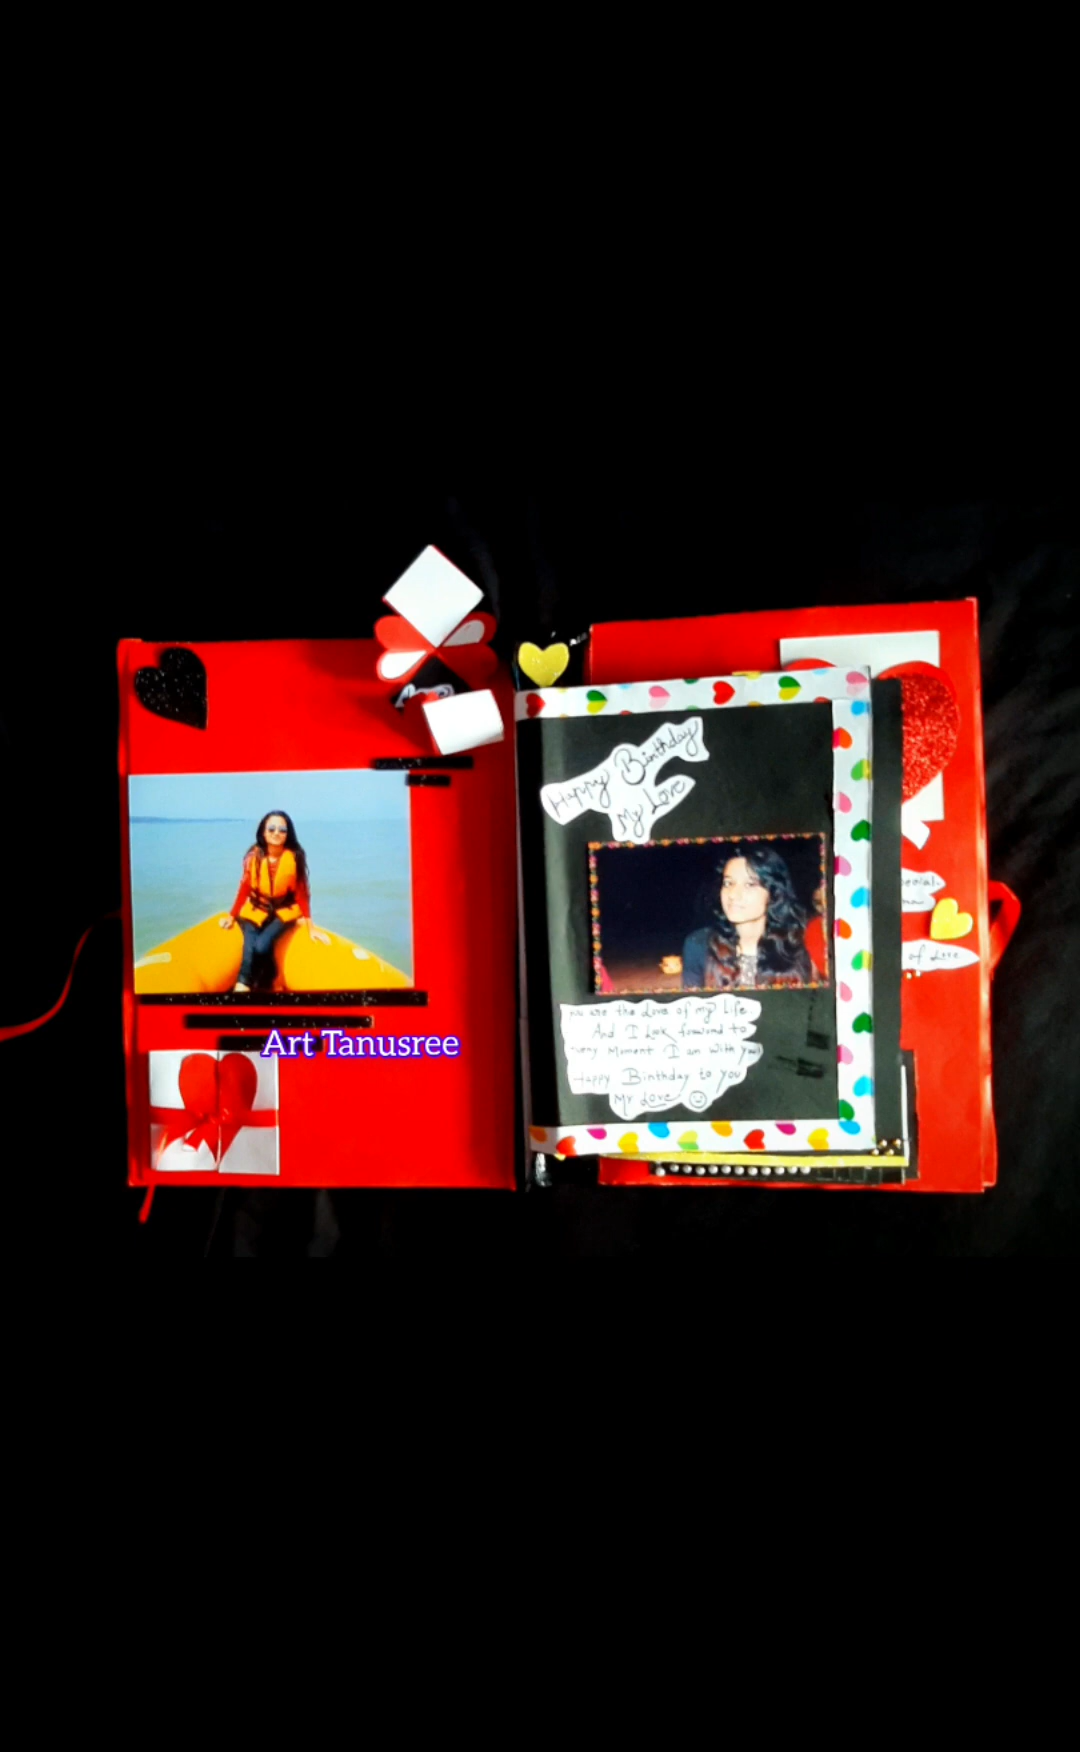 Happy Birthday
My Love
you are the Love of my Life.
And I Look forword to
every Moment I am with you!
Happy Birthday to you
My Love
Art Tanusree
of Love